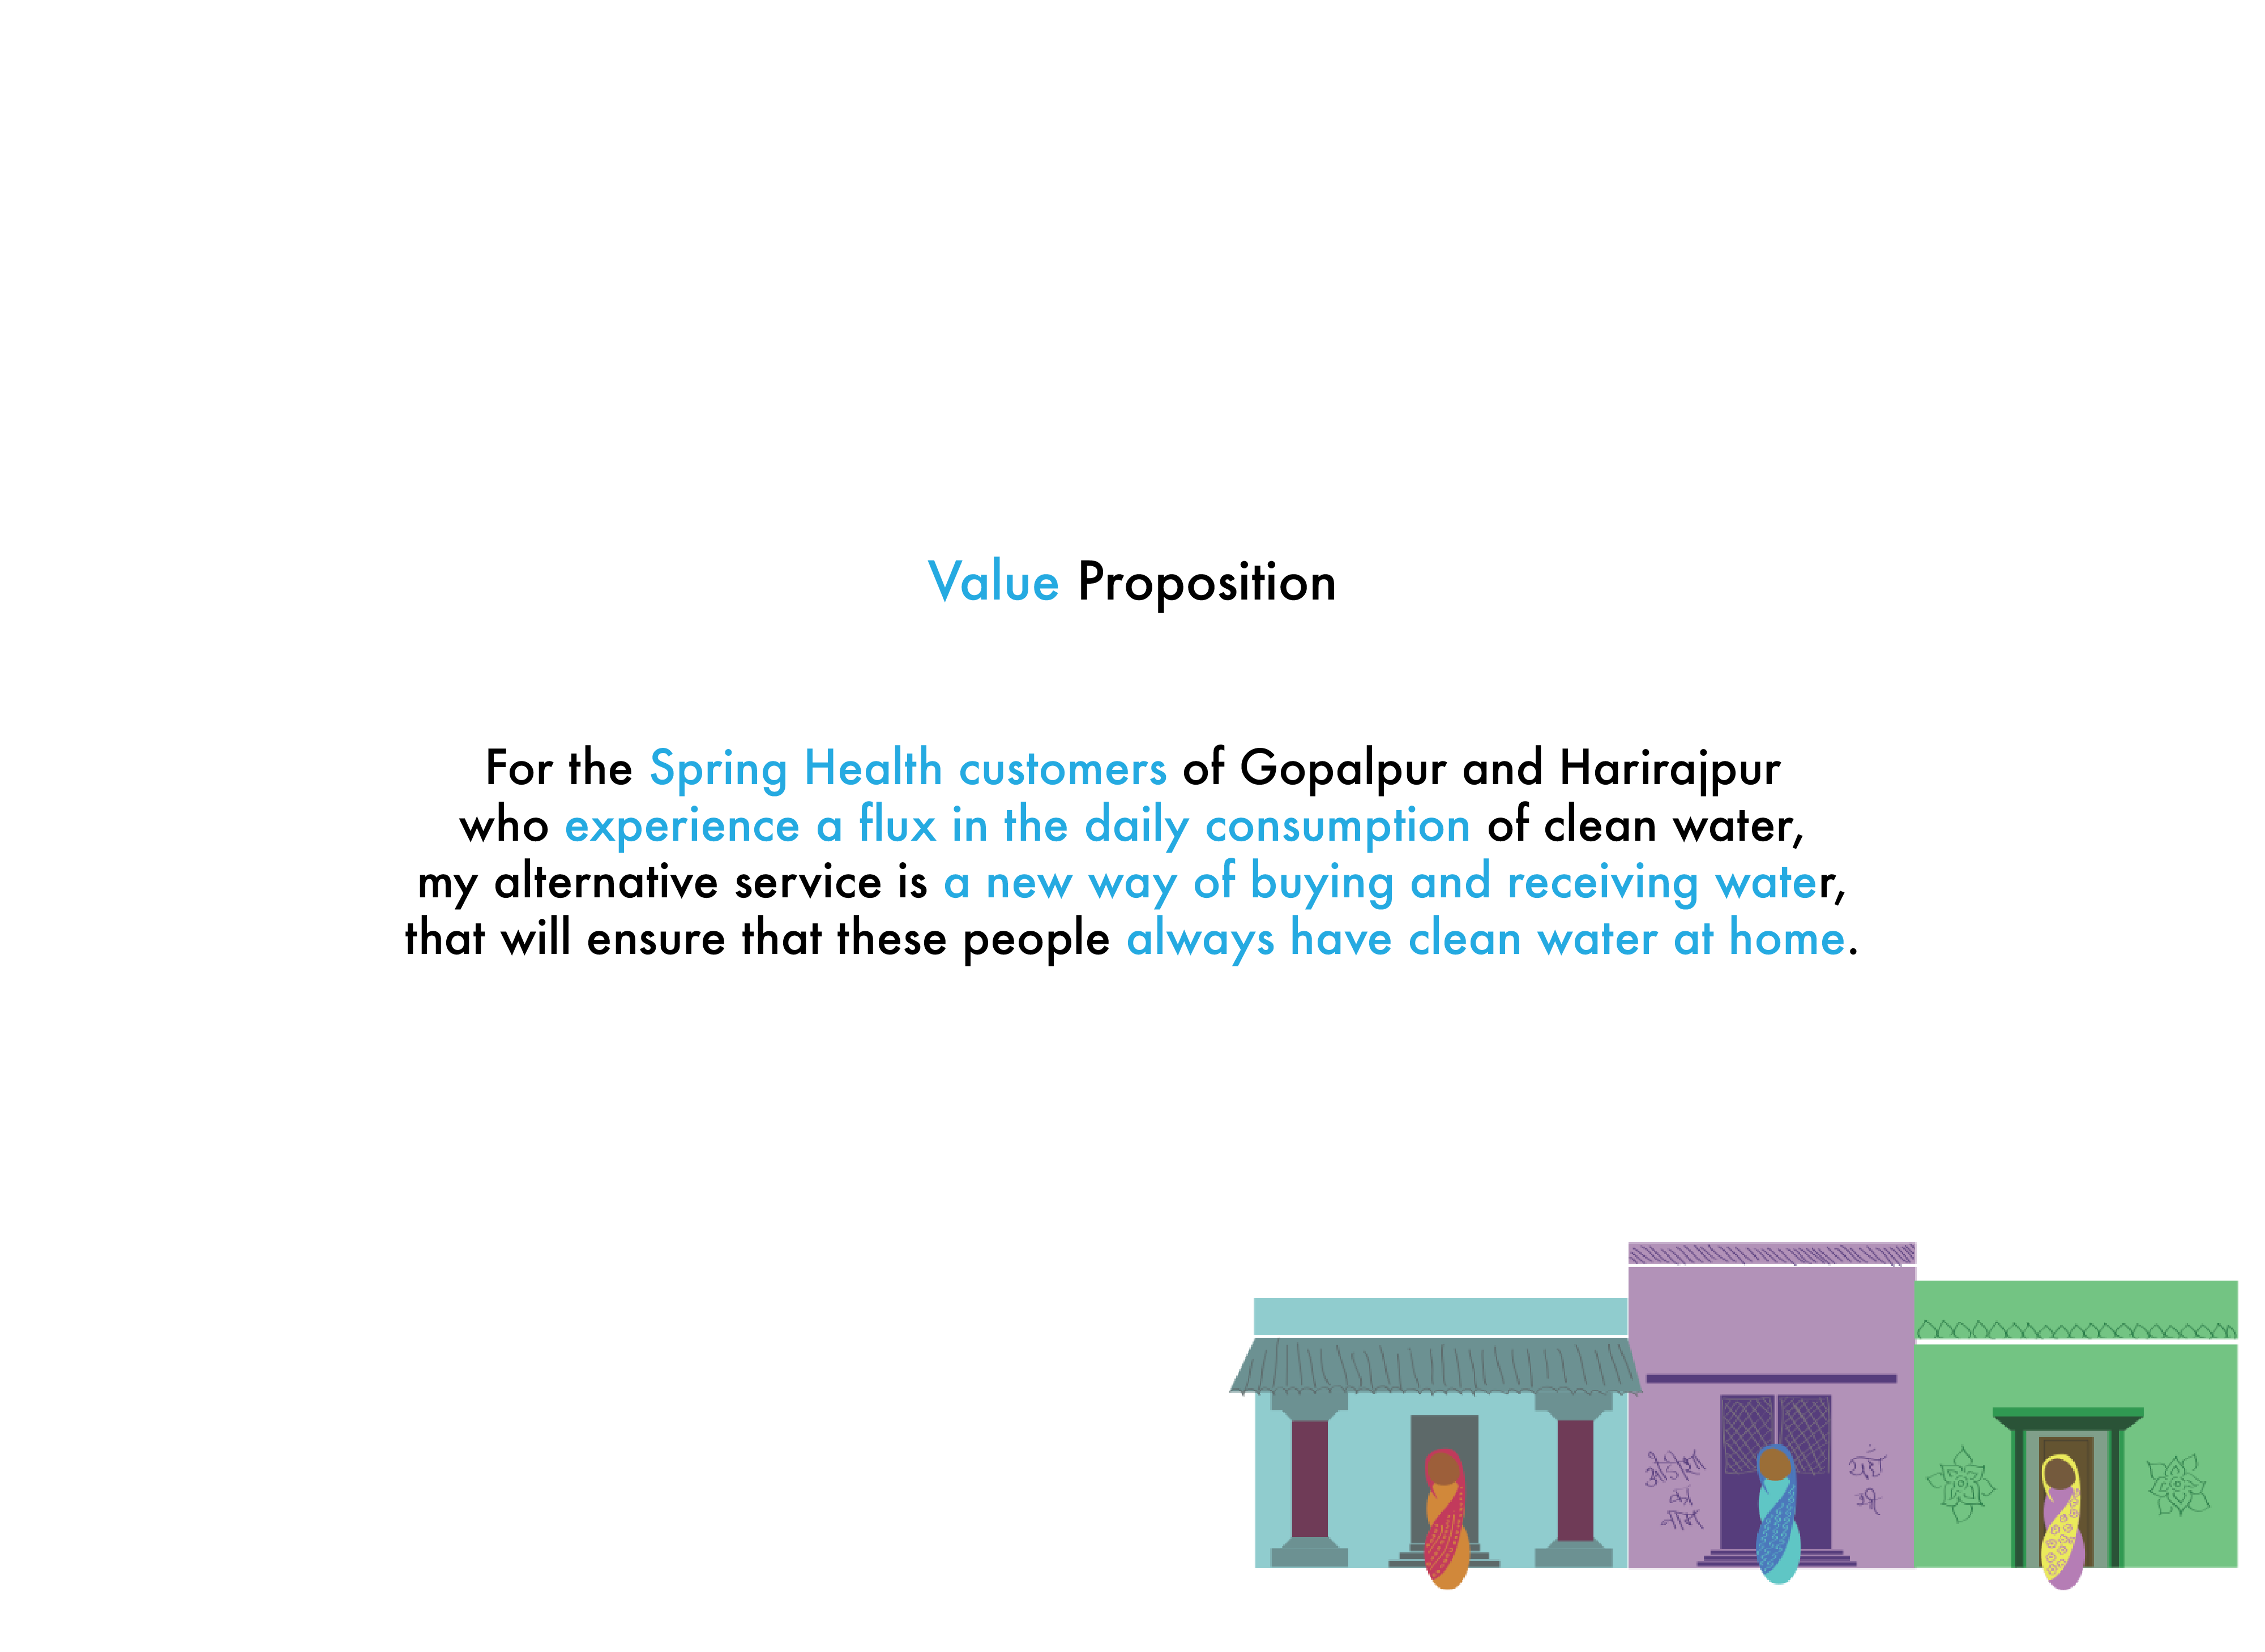 Value Proposition
For the Spring Health customers of Gopalpur and Harirajpur
who experience a flux in the daily consumption of clean water,
my alternative service is a new way of buying and receiving water,
that will ensure that these people always have clean water at home.